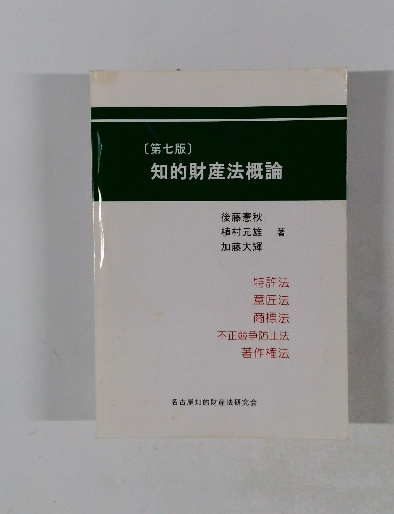 〔第七版〕
知的財産法概論
後藤憲秋
植村元雄 著
加藤大輝
特許法
意匠法
商標法
不正競争防止法
著作権法
名古屋知的財産法研究会